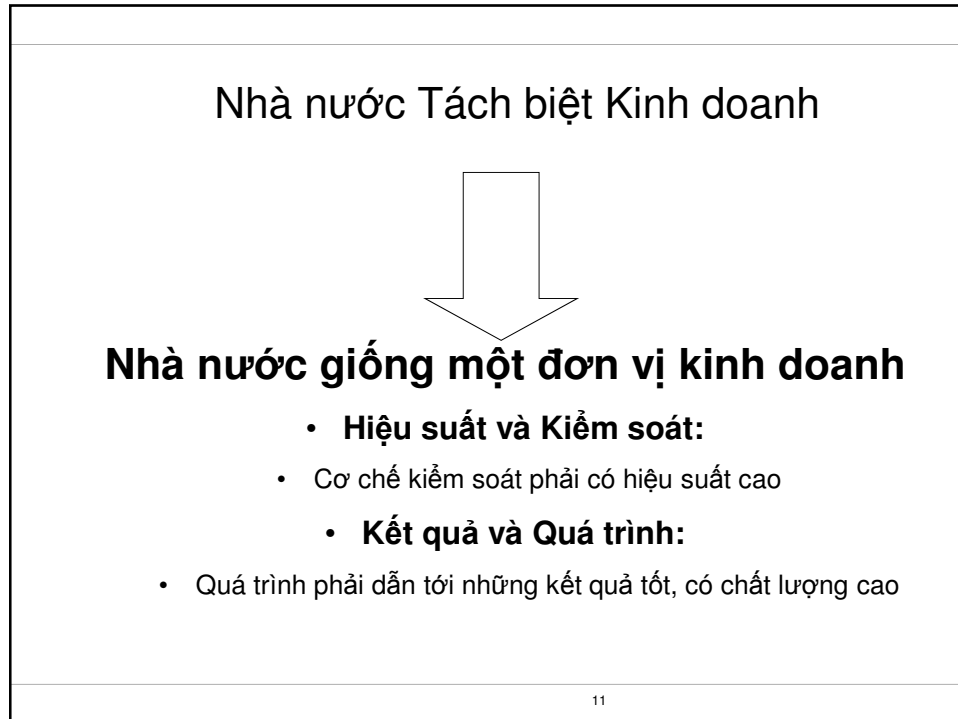 Nhà nước Tách biệt Kinh doanh
Nhà nước giống một đơn vị kinh doanh
• Hiệu suất và Kiểm soát:
• Cơ chế kiểm soát phải có hiệu suất cao
• Kết quả và Quá trình:
• Quá trình phải dẫn tới những kết quả tốt, có chất lượng cao
11